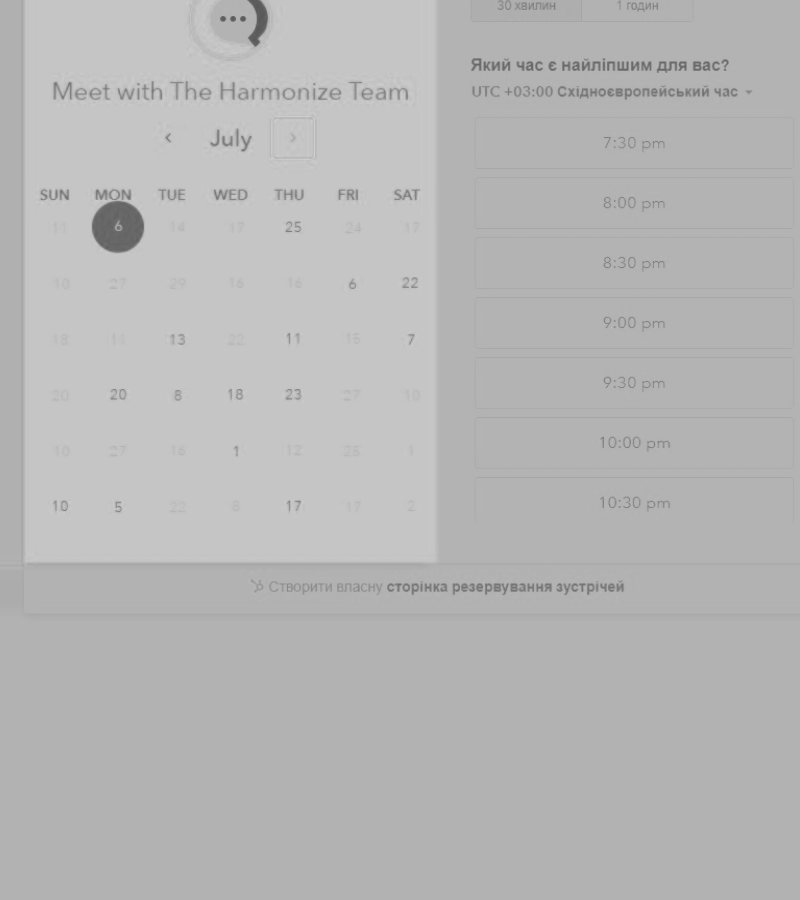 30 хвилин 1 годин
Який час є найліпшим для вас?
UTC +03:00 Східноєвропейський час
Meet with The Harmonize Team
July
SUN MON TUE WED THU FRI SAT
11 6 14 17 25 24 17
10 27 29 16 16 6 22
18 11 13 22 11 15 7
20 20 8 18 23 27 10
10 27 16 1 12 25 1
10 5 22 8 17 17 2
7:30 pm
8:00 pm
8:30 pm
9:00 pm
9:30 pm
10:00 pm
10:30 pm
Створити власну сторінка резервування зустрічей